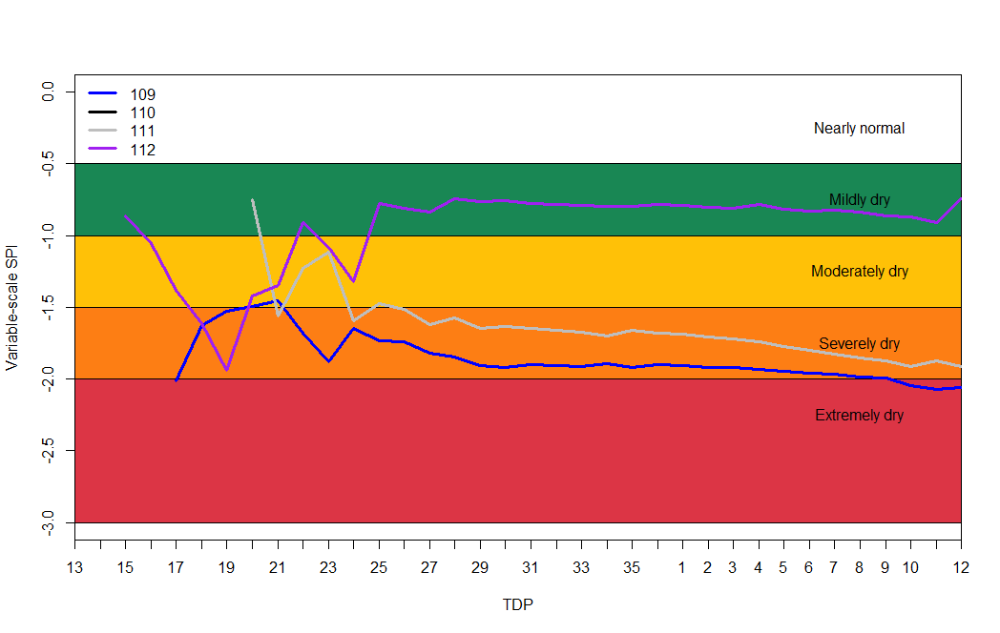 109
110
111
112
Nearly normal
Mildly dry
Moderately dry
Severely dry
Extremely dry
0.0
-0.5
-1.0
-1.5
-2.0
-2.5
-3.0
Variable-scale SPI
13 15 17 19 21 23 25 27 29 31 33 35 1 2 3 4 5 6 7 8 9 10 12
TDP